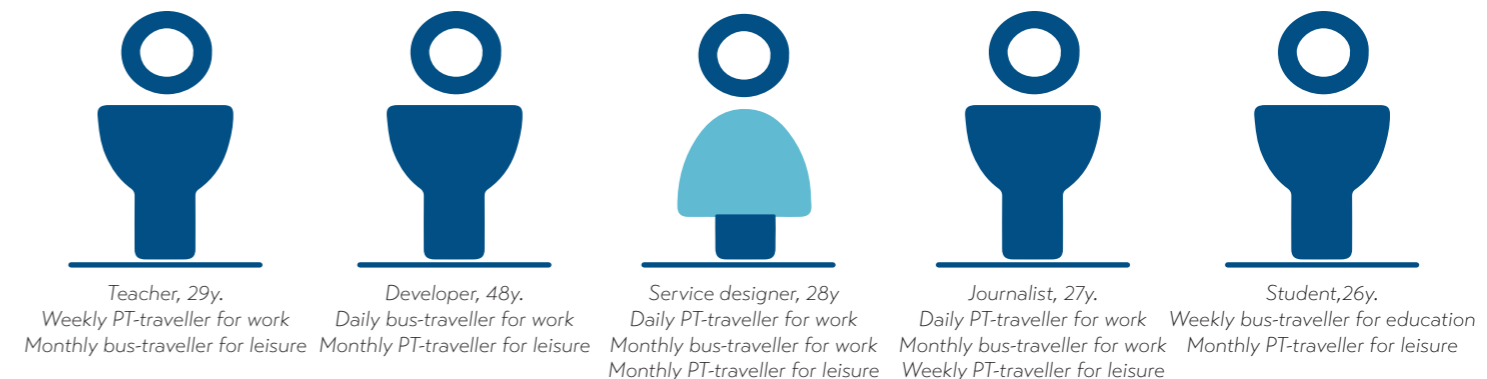 Teacher, 29y.
Weekly PT-traveller for work
Monthly bus-traveller for leisure
Developer, 48y.
Daily bus-traveller for work
Monthly PT-traveller for leisure
Service designer, 28y
Daily PT-traveller for work
Monthly bus-traveller for work
Monthly PT-traveller for leisure
Journalist, 27y.
Daily PT-traveller for work
Monthly bus-traveller for work
Weekly PT-traveller for leisure
Student,26y.
Weekly bus-traveller for education
Monthly PT-traveller for leisure